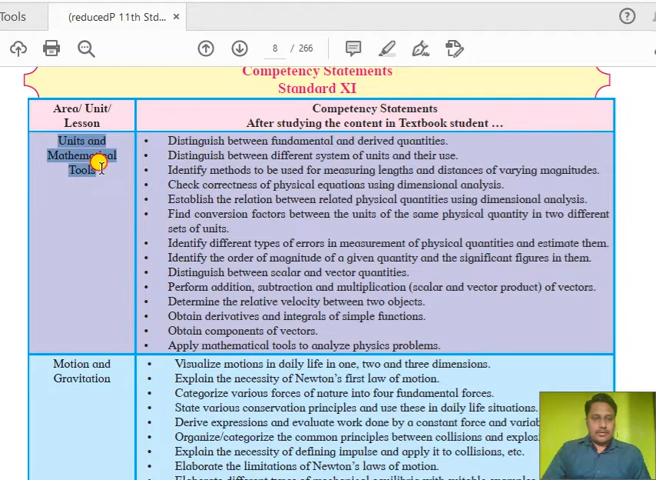 Tools
(reducedP 11th Std...
×
?
8 / 266
Competency Statements
Standard XI
Area/ Unit/
Lesson
Competency Statements
After studying the content in Textbook student ...
Units and
Mathematical
Tools
• Distinguish between fundamental and derived quantities.
• Distinguish between different system of units and their use.
• Identify methods to be used for measuring lengths and distances of varying magnitudes.
• Check correctness of physical equations using dimensional analysis.
• Establish the relation between related physical quantities using dimensional analysis.
• Find conversion factors between the units of the same physical quantity in two different
sets of units.
• Identify different types of errors in measurement of physical quantities and estimate them.
• Identify the order of magnitude of a given quantity and the significant figures in them.
• Distinguish between scalar and vector quantities.
• Perform addition, subtraction and multiplication (scalar and vector product) of vectors.
• Determine the relative velocity between two objects.
• Obtain derivatives and integrals of simple functions.
• Obtain components of vectors.
• Apply mathematical tools to analyze physics problems.
Motion and
Gravitation
• Visualize motions in daily life in one, two and three dimensions.
• Explain the necessity of Newton's first law of motion.
• Categorize various forces of nature into four fundamental forces.
• State various conservation principles and use these in daily life situations.
• Derive expressions and evaluate work done by a constant force and
• Organize/categorize the common principles between collisions and
• Explain the necessity of defining impulse and apply it to collisions, etc.
• Elaborate the limitations of Newton's laws of motion.